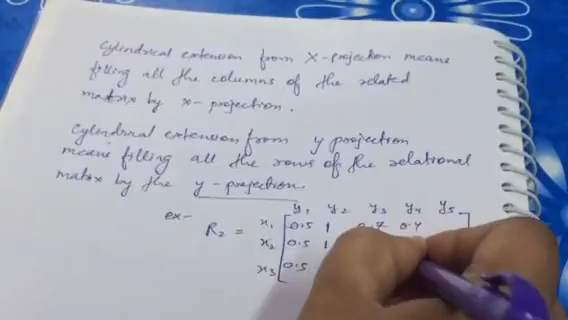 Cylindrical extension from X-projection means
filling all the columns of the related
matrix by x-projection.
Cylindrical extension from y projection
means filling all the rows of the relational
matrix by the y-projection.
ex- y1 y2 y3 y4 y5
R2 = x1 0.5 1 0.7 0.4
x2 0.5 1
x3 0.5